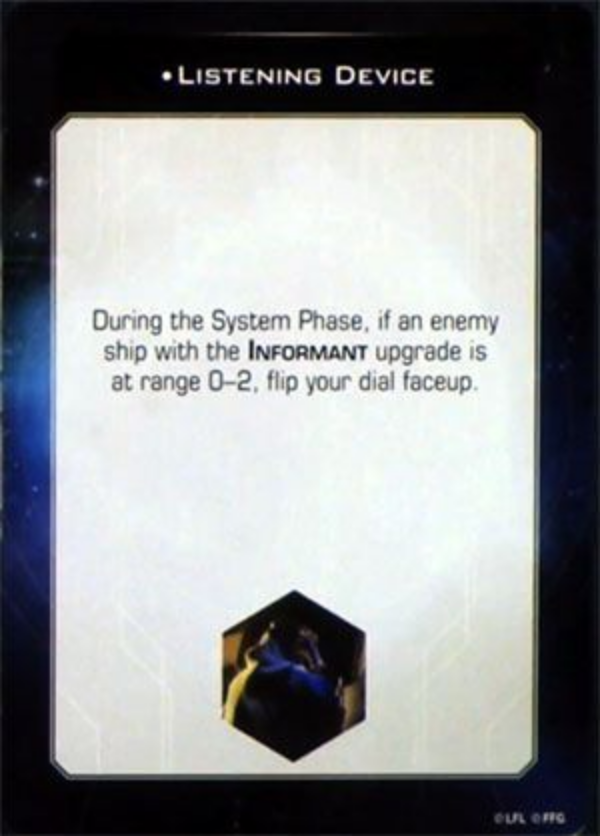 •Listening Device
During the System Phase, if an enemy
ship with the Informant upgrade is
at range 0–2, flip your dial faceup.
©LFL ©FFG